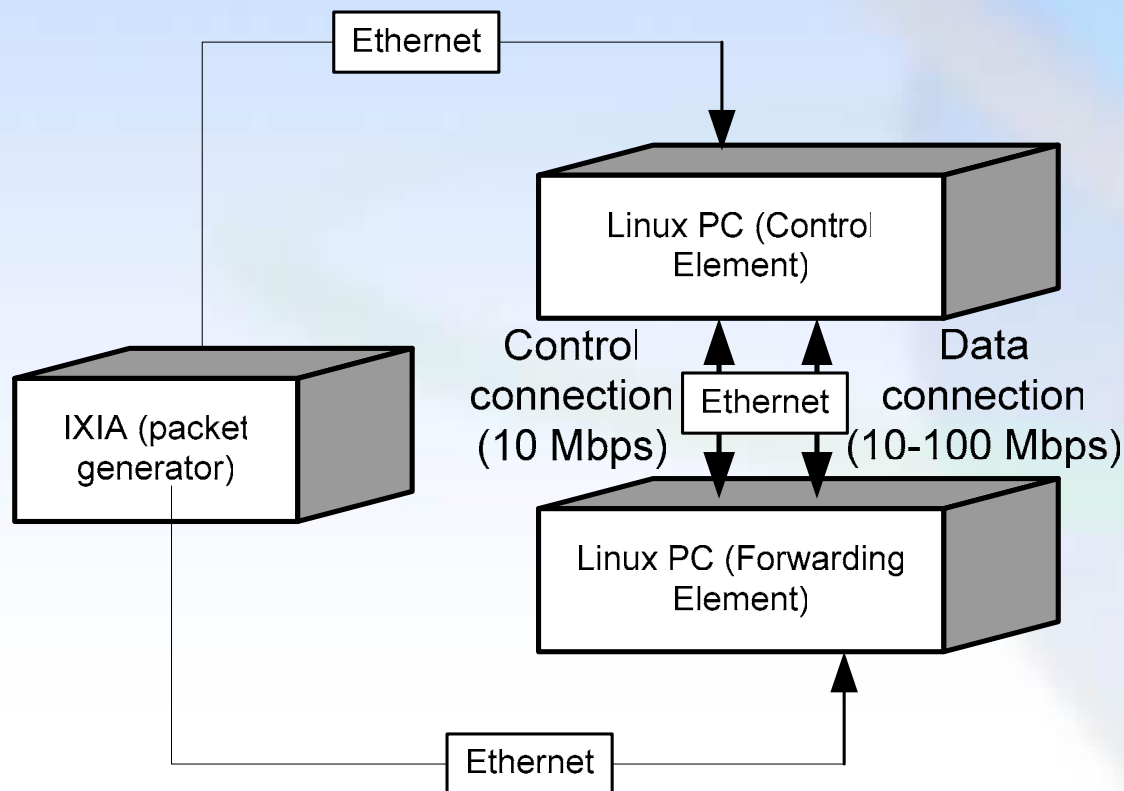 Ethernet
Linux PC (Control
Element)
Control
connection
(10 Mbps)
Ethernet
Data
connection
(10-100 Mbps)
IXIA (packet
generator)
Linux PC (Forwarding
Element)
Ethernet